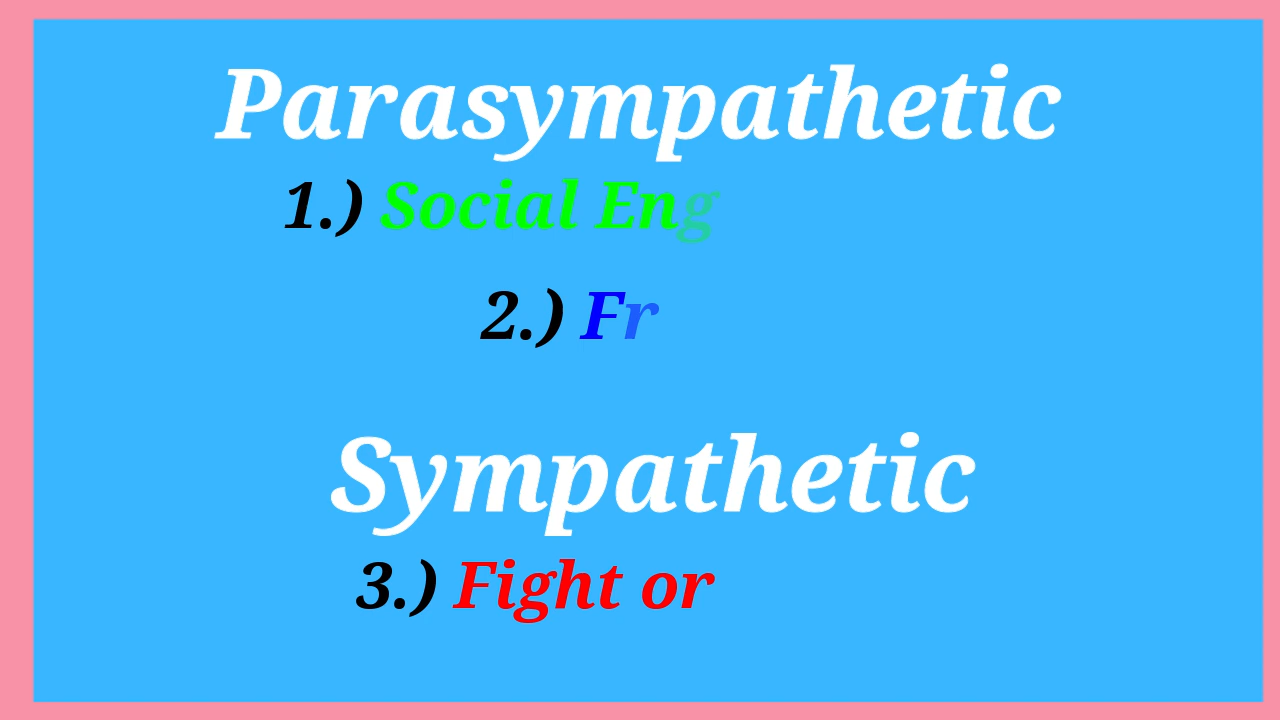 Parasympathetic
1.) Social Eng
2.) Fr
Sympathetic
3.) Fight or